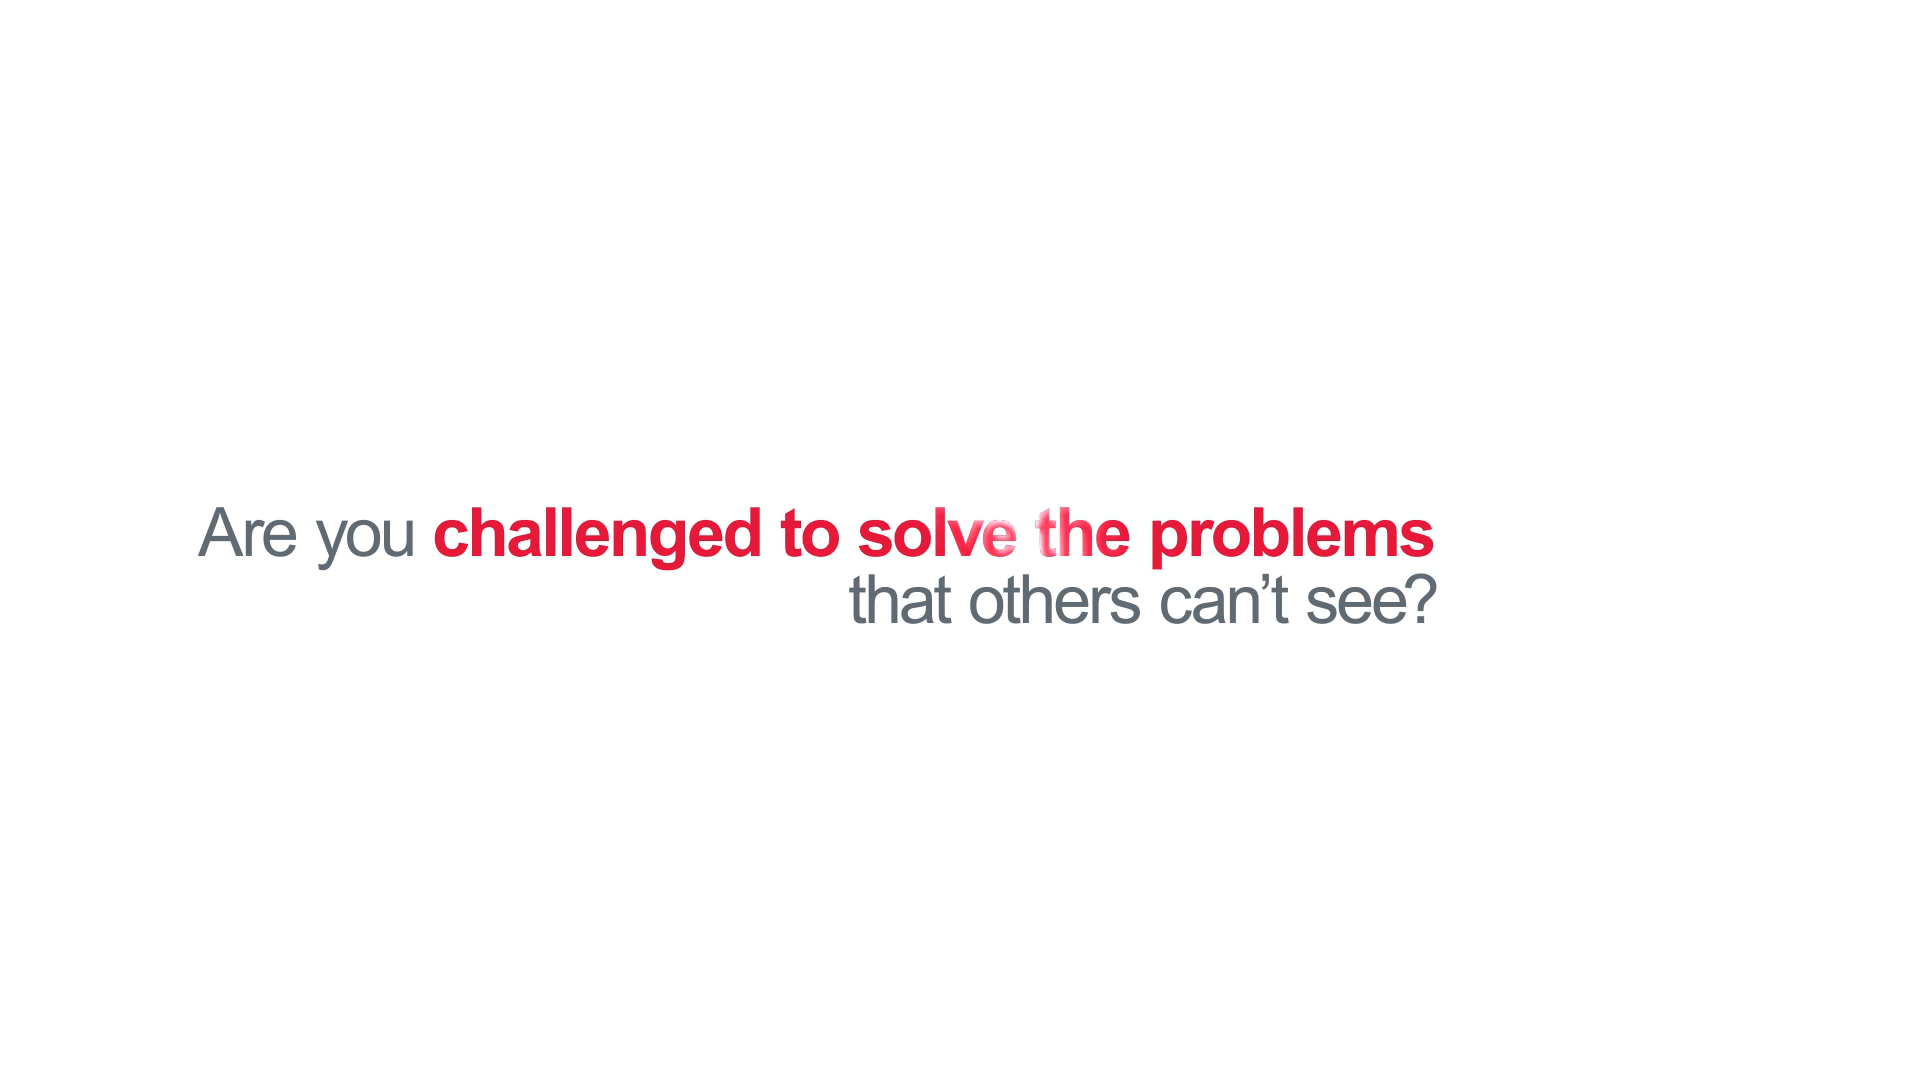 Are you challenged to solve the problems
that others can’t see?